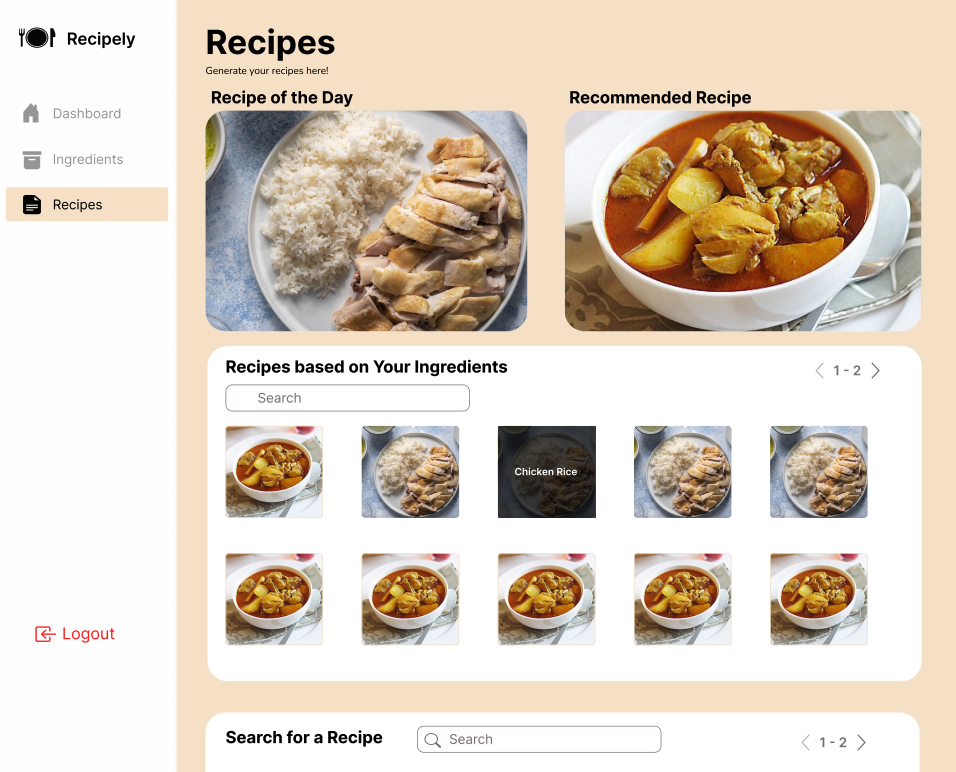 Recipely
Dashboard
Ingredients
Recipes
Logout
Recipes
Generate your recipes here!
Recipe of the Day
Recommended Recipe
Recipes based on Your Ingredients
1 - 2
Search
Chicken Rice
Search for a Recipe
Search
1 - 2